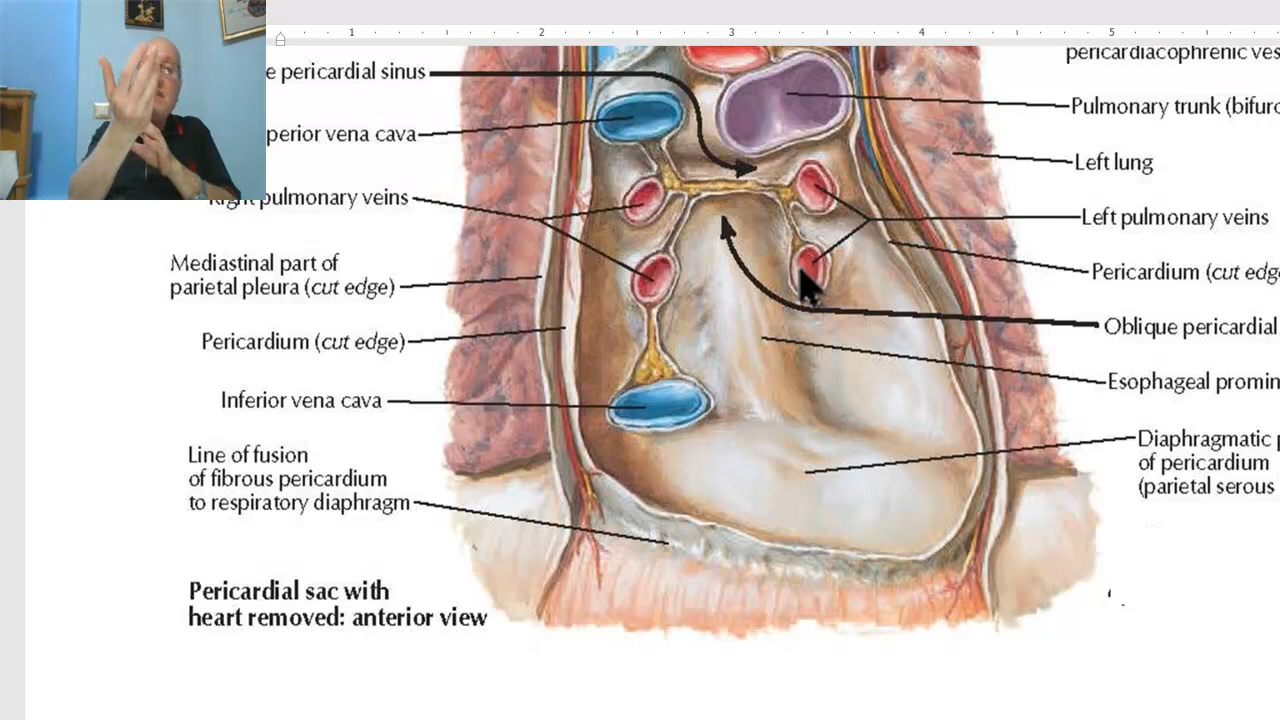 1 2 3 4 5
e pericardial sinus
perior vena cava
Right pulmonary veins
Mediastinal part of
parietal pleura (cut edge)
Pericardium (cut edge)
Inferior vena cava
Line of fusion
of fibrous pericardium
to respiratory diaphragm
Pericardial sac with
heart removed: anterior view
pericardiacophrenic ves
Pulmonary trunk (bifurc
Left lung
Left pulmonary veins
Pericardium (cut edge
Oblique pericardial
Esophageal promin
Diaphragmatic p
of pericardium
(parietal serous